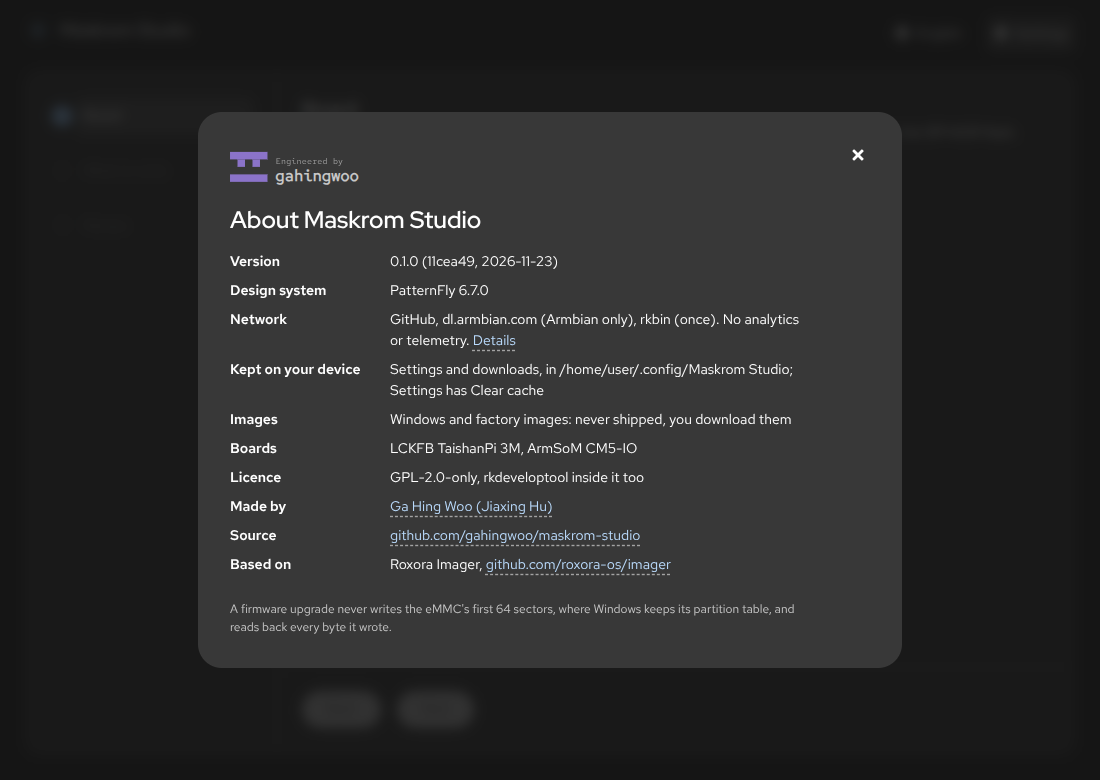 Engineered by
gahingwoo
About Maskrom Studio
Version 0.1.0 (11cea49, 2026-11-23)
Design system PatternFly 6.7.0
Network GitHub, dl.armbian.com (Armbian only), rkbin (once). No analytics
or telemetry. Details
Kept on your device Settings and downloads, in /home/user/.config/Maskrom Studio;
Settings has Clear cache
Images Windows and factory images: never shipped, you download them
Boards LCKFB TaishanPi 3M, ArmSoM CM5-IO
Licence GPL-2.0-only, rkdeveloptool inside it too
Made by Ga Hing Woo (Jiaxing Hu)
Source github.com/gahingwoo/maskrom-studio
Based on Roxora Imager, github.com/roxora-os/imager
A firmware upgrade never writes the eMMC's first 64 sectors, where Windows keeps its partition table, and
reads back every byte it wrote.